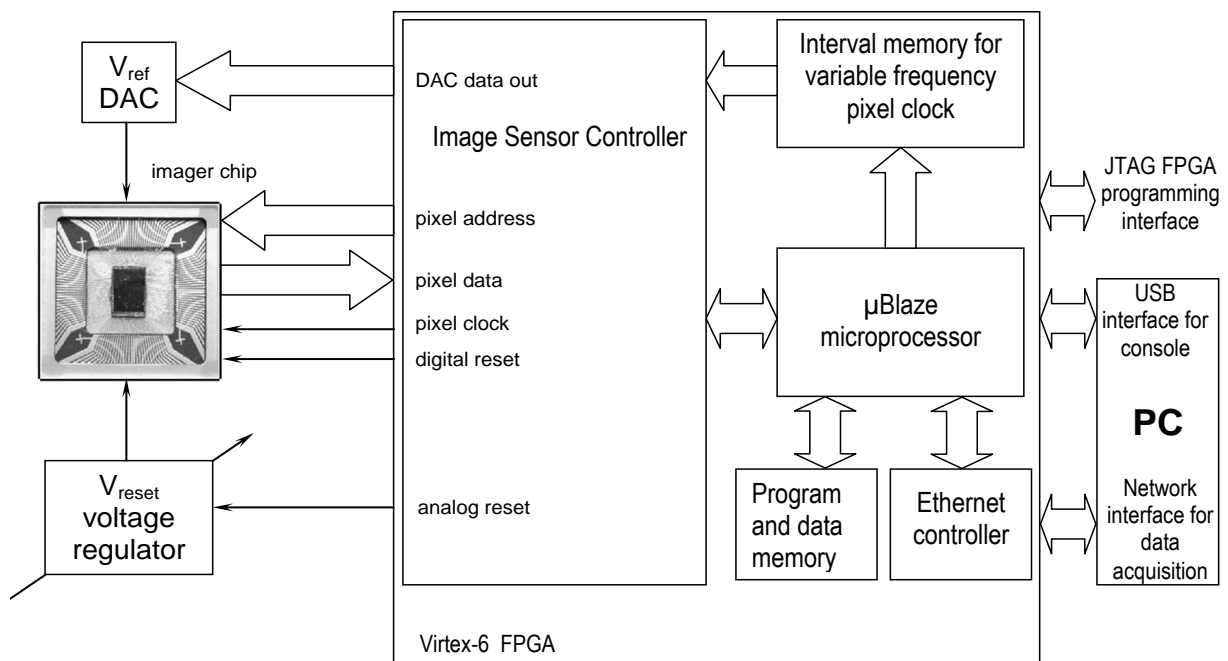 V_ref
DAC
imager chip
V_reset
voltage
regulator
DAC data out
Image Sensor Controller
pixel address
pixel data
pixel clock
digital reset
analog reset
Virtex-6 FPGA
Interval memory for
variable frequency
pixel clock
µBlaze
microprocessor
Program
and data
memory
Ethernet
controller
JTAG FPGA
programming
interface
USB
interface for
console
PC
Network
interface for
data
acquisition